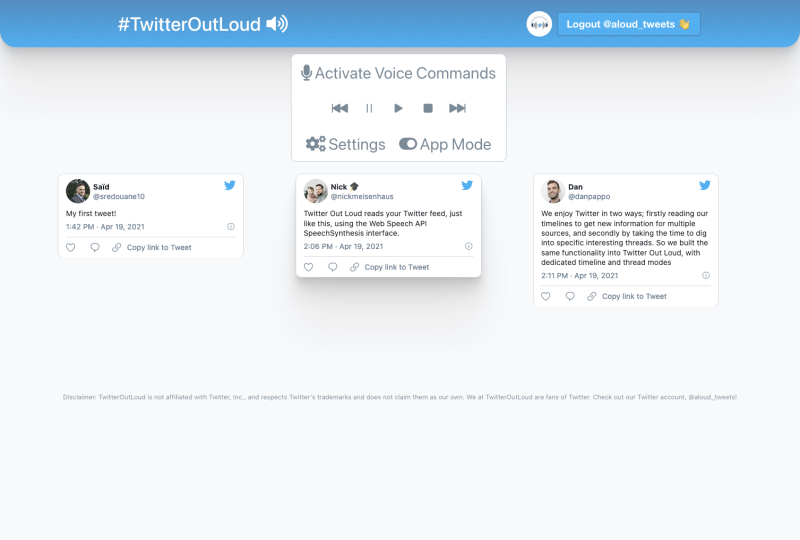 #TwitterOutLoud
Logout @aloud_tweets 👋
Activate Voice Commands
Settings App Mode
Saïd
@sredouane10
My first tweet!
1:42 PM · Apr 19, 2021
Copy link to Tweet
Nick
@nickmeisenhaus
Twitter Out Loud reads your Twitter feed, just
like this, using the Web Speech API
SpeechSynthesis interface.
2:06 PM · Apr 19, 2021
Copy link to Tweet
Dan
@danpappo
We enjoy Twitter in two ways; firstly reading our
timelines to get new information for multiple
sources, and secondly by taking the time to dig
into specific interesting threads. So we built the
same functionality into Twitter Out Loud, with
dedicated timeline and thread modes
2:11 PM · Apr 19, 2021
Copy link to Tweet
Disclaimer: TwitterOutLoud is not affiliated with Twitter, Inc., and respects Twitter's trademarks and does not claim them as our own. We at TwitterOutLoud are fans of Twitter. Check out our Twitter account, @aloud_tweets!